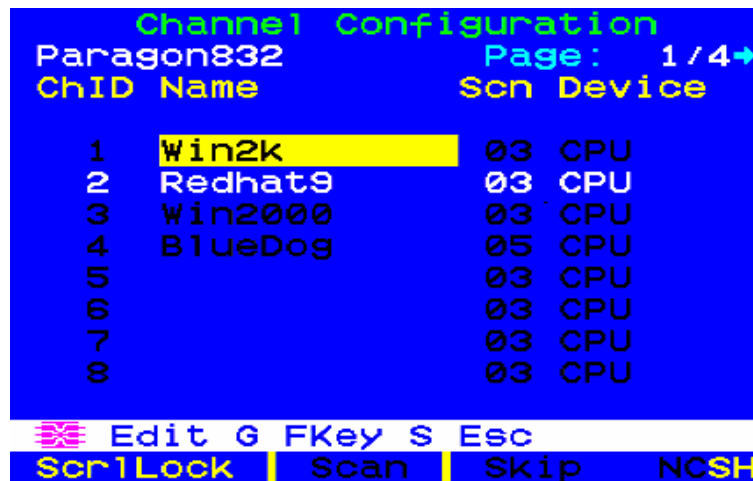 Channel Configuration
Paragon832 Page: 1/4→
ChID Name Scn Device
1 Win2k 03 CPU
2 Redhat9 03 CPU
3 Win2000 03 CPU
4 BlueDog 05 CPU
5 03 CPU
6 03 CPU
7 03 CPU
8 03 CPU
Edit G FKey S Esc
ScrlLock Scan Skip NCSH